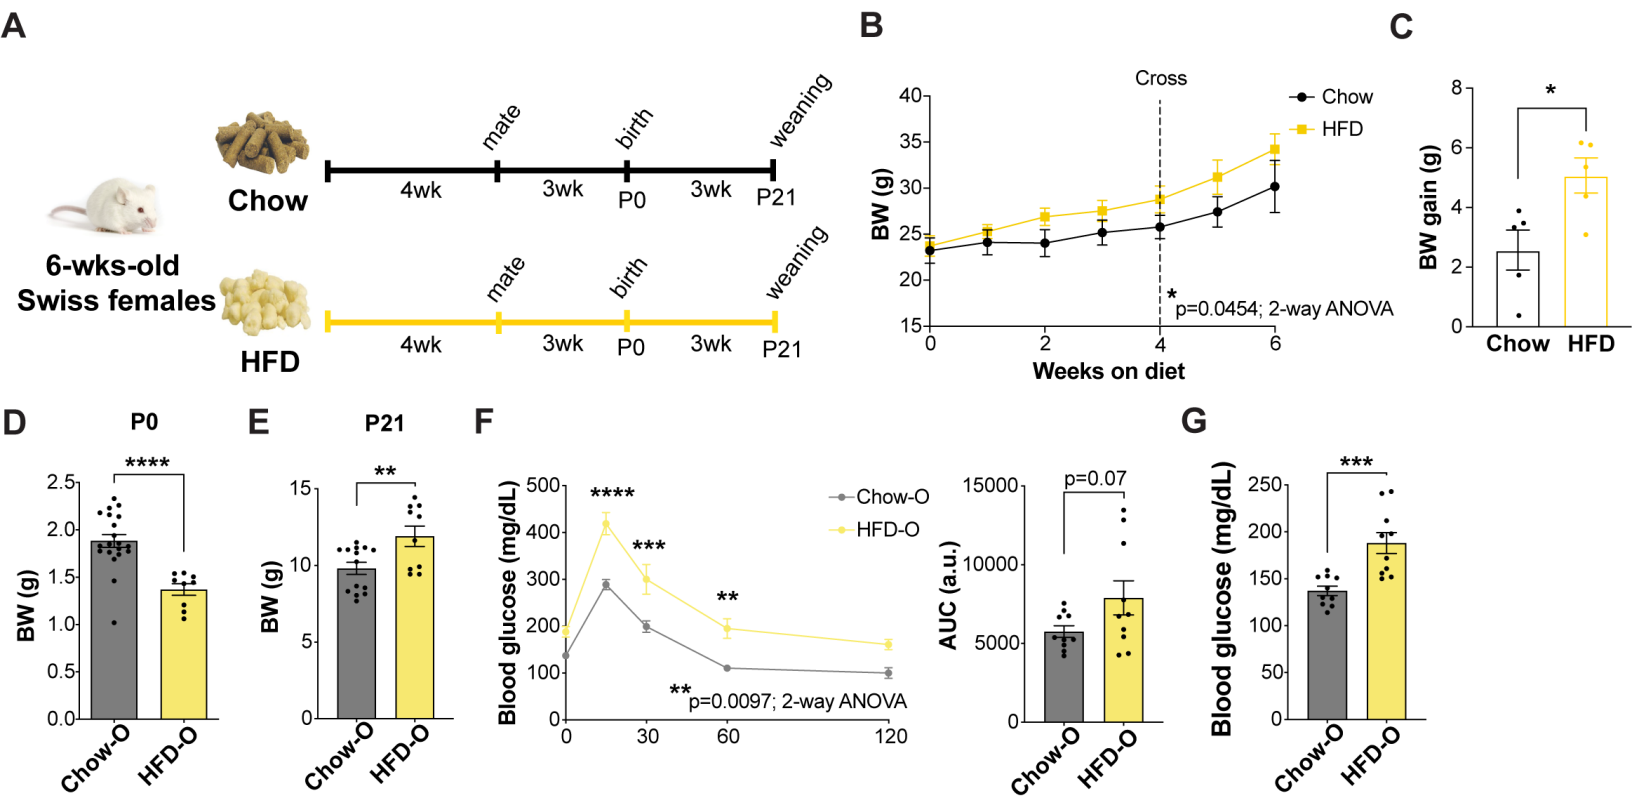 A
Chow
mate
birth
weaning
4wk
3wk
P0
3wk
P21
6-wks-old
Swiss females
HFD
mate
birth
weaning
4wk
3wk
P0
3wk
P21
B
Cross
Chow
HFD
BW (g)
40
35
30
25
20
15
0
2
4
6
* p=0.0454; 2-way ANOVA
Weeks on diet
C
BW gain (g)
8
6
4
2
0
*
Chow
HFD
D
P0
****
BW (g)
2.5
2.0
1.5
1.0
0.5
0.0
Chow-O
HFD-O
E
P21
**
BW (g)
15
10
5
0
Chow-O
HFD-O
F
Blood glucose (mg/dL)
500
400
300
200
100
0
****
***
**
Chow-O
HFD-O
** p=0.0097; 2-way ANOVA
0
30
60
120
AUC (a.u.)
15000
10000
5000
0
p=0.07
Chow-O
HFD-O
G
Blood glucose (mg/dL)
250
200
150
100
50
0
***
Chow-O
HFD-O